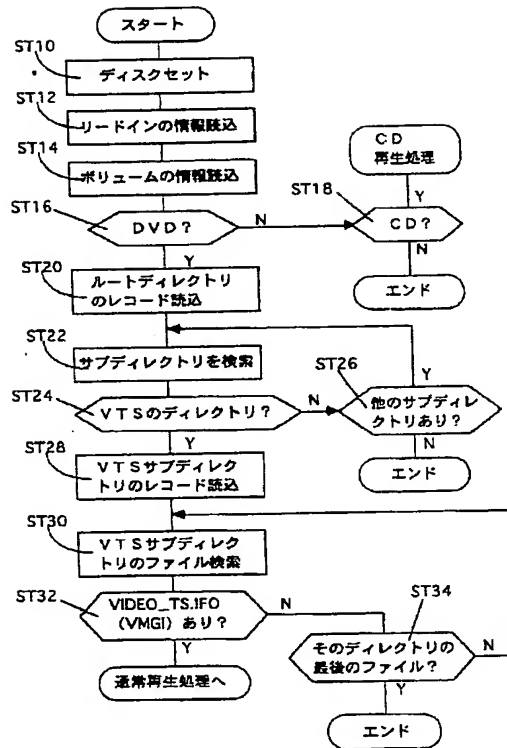 スタート
ST10
ディスクセット
ST12
リードインの情報読込
ST14
ボリュームの情報読込
ST16
DVD?
N
Y
ST18
CD?
Y
CD
再生処理
N
エンド
ST20
ルートディレクトリ
のレコード読込
ST22
サブディレクトリを検索
ST24
VTSのディレクトリ?
N
Y
ST26
他のサブディレ
クトリあり?
Y
N
エンド
ST28
VTSサブディレク
トリのレコード読込
ST30
VTSサブディレク
トリのファイル検索
ST32
VIDEO_TS.IFO
(VMGI)あり?
N
Y
通常再生処理へ
ST34
そのディレクトリの
最後のファイル?
N
Y
エンド